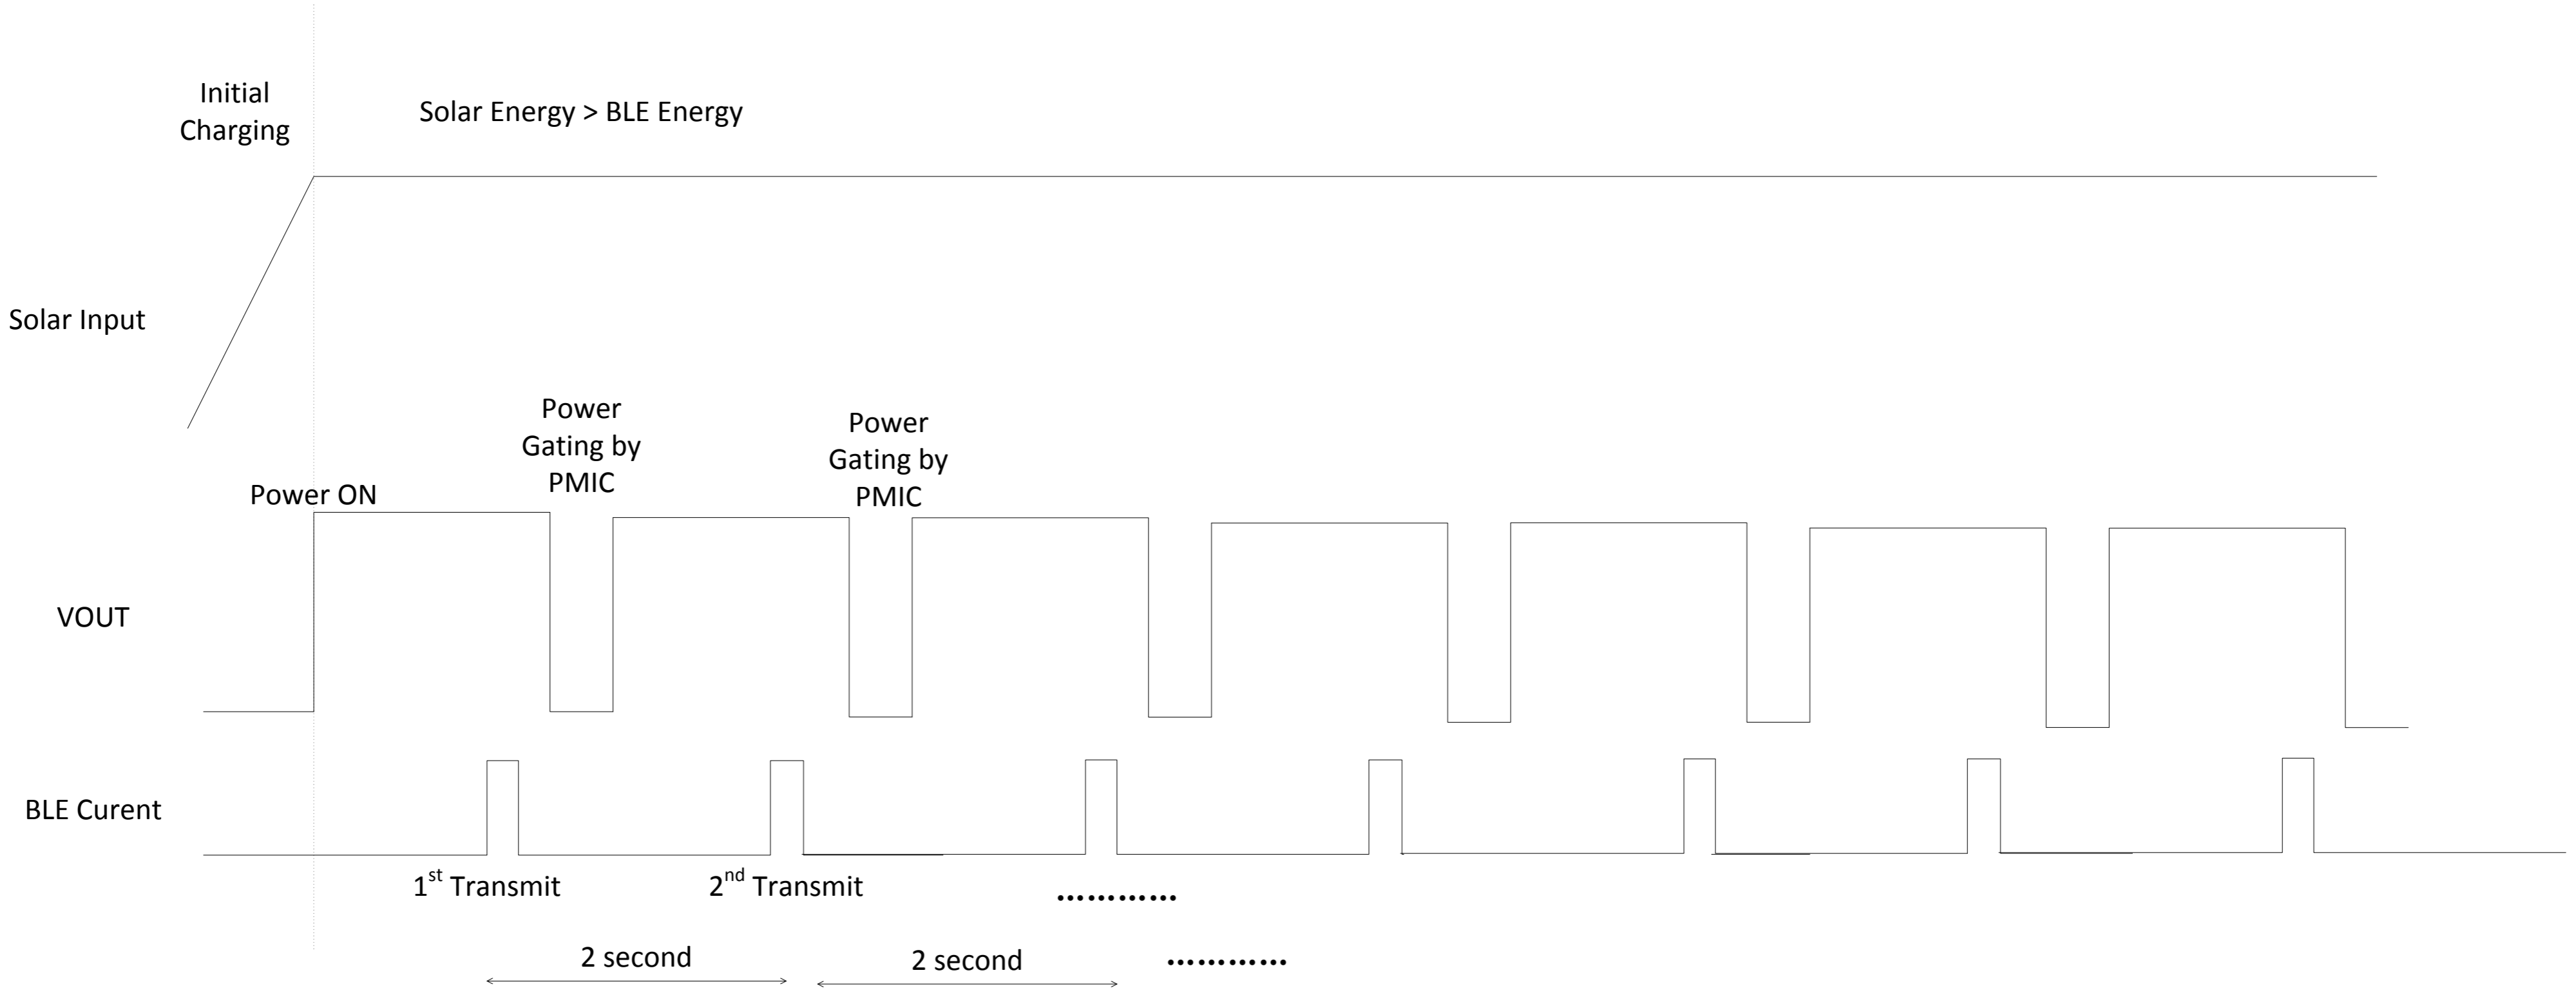 Initial
Charging
Solar Energy > BLE Energy
Solar Input
Power
Gating by
PMIC
Power
Gating by
PMIC
Power ON
VOUT
BLE Curent
1st Transmit
2nd Transmit
............
2 second
2 second
............